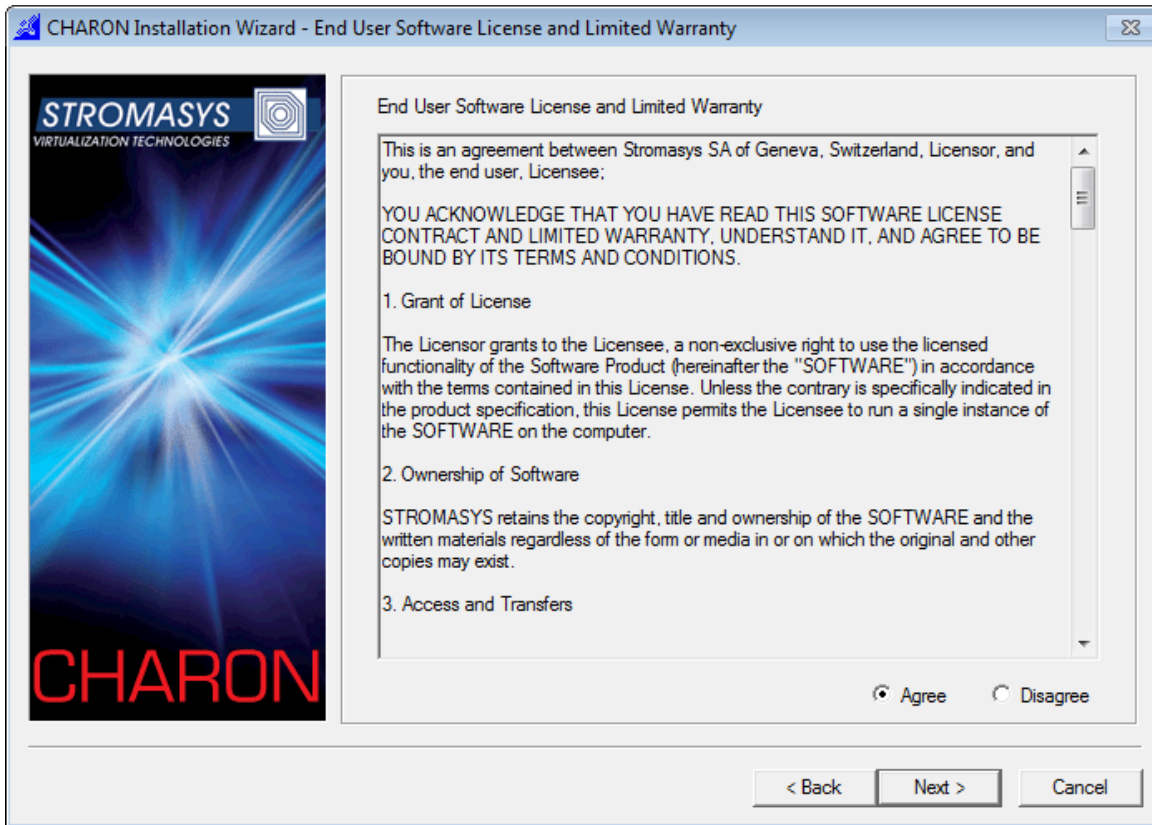 CHARON Installation Wizard - End User Software License and Limited Warranty
STROMASYS
VIRTUALIZATION TECHNOLOGIES
CHARON
End User Software License and Limited Warranty
This is an agreement between Stromasys SA of Geneva, Switzerland, Licensor, and
you, the end user, Licensee;
YOU ACKNOWLEDGE THAT YOU HAVE READ THIS SOFTWARE LICENSE
CONTRACT AND LIMITED WARRANTY, UNDERSTAND IT, AND AGREE TO BE
BOUND BY ITS TERMS AND CONDITIONS.
1. Grant of License
The Licensor grants to the Licensee, a non-exclusive right to use the licensed
functionality of the Software Product (hereinafter the "SOFTWARE") in accordance
with the terms contained in this License. Unless the contrary is specifically indicated in
the product specification, this License permits the Licensee to run a single instance of
the SOFTWARE on the computer.
2. Ownership of Software
STROMASYS retains the copyright, title and ownership of the SOFTWARE and the
written materials regardless of the form or media in or on which the original and other
copies may exist.
3. Access and Transfers
Agree
Disagree
< Back
Next >
Cancel